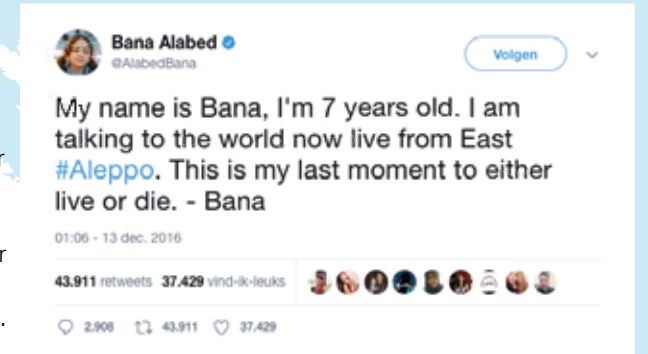 Bana Alabed
@AlabedBana
Volgen
My name is Bana, I'm 7 years old. I am
talking to the world now live from East
#Aleppo. This is my last moment to either
live or die. - Bana
01:06 - 13 dec. 2016
43.911 retweets 37.429 vind-ik-leuks
2.908 43.911 37.429
r
r
.